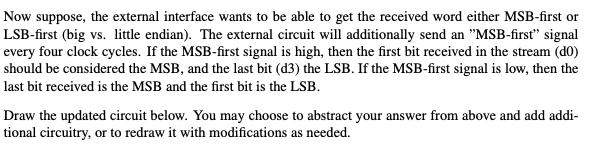 Now suppose, the external interface wants to be able to get the received word either MSB-first or
LSB-first (big vs. little endian). The external circuit will additionally send an ”MSB-first” signal
every four clock cycles. If the MSB-first signal is high, then the first bit received in the stream (d0)
should be considered the MSB, and the last bit (d3) the LSB. If the MSB-first signal is low, then the
last bit received is the MSB and the first bit is the LSB.
Draw the updated circuit below. You may choose to abstract your answer from above and add addi-
tional circuitry, or to redraw it with modifications as needed.